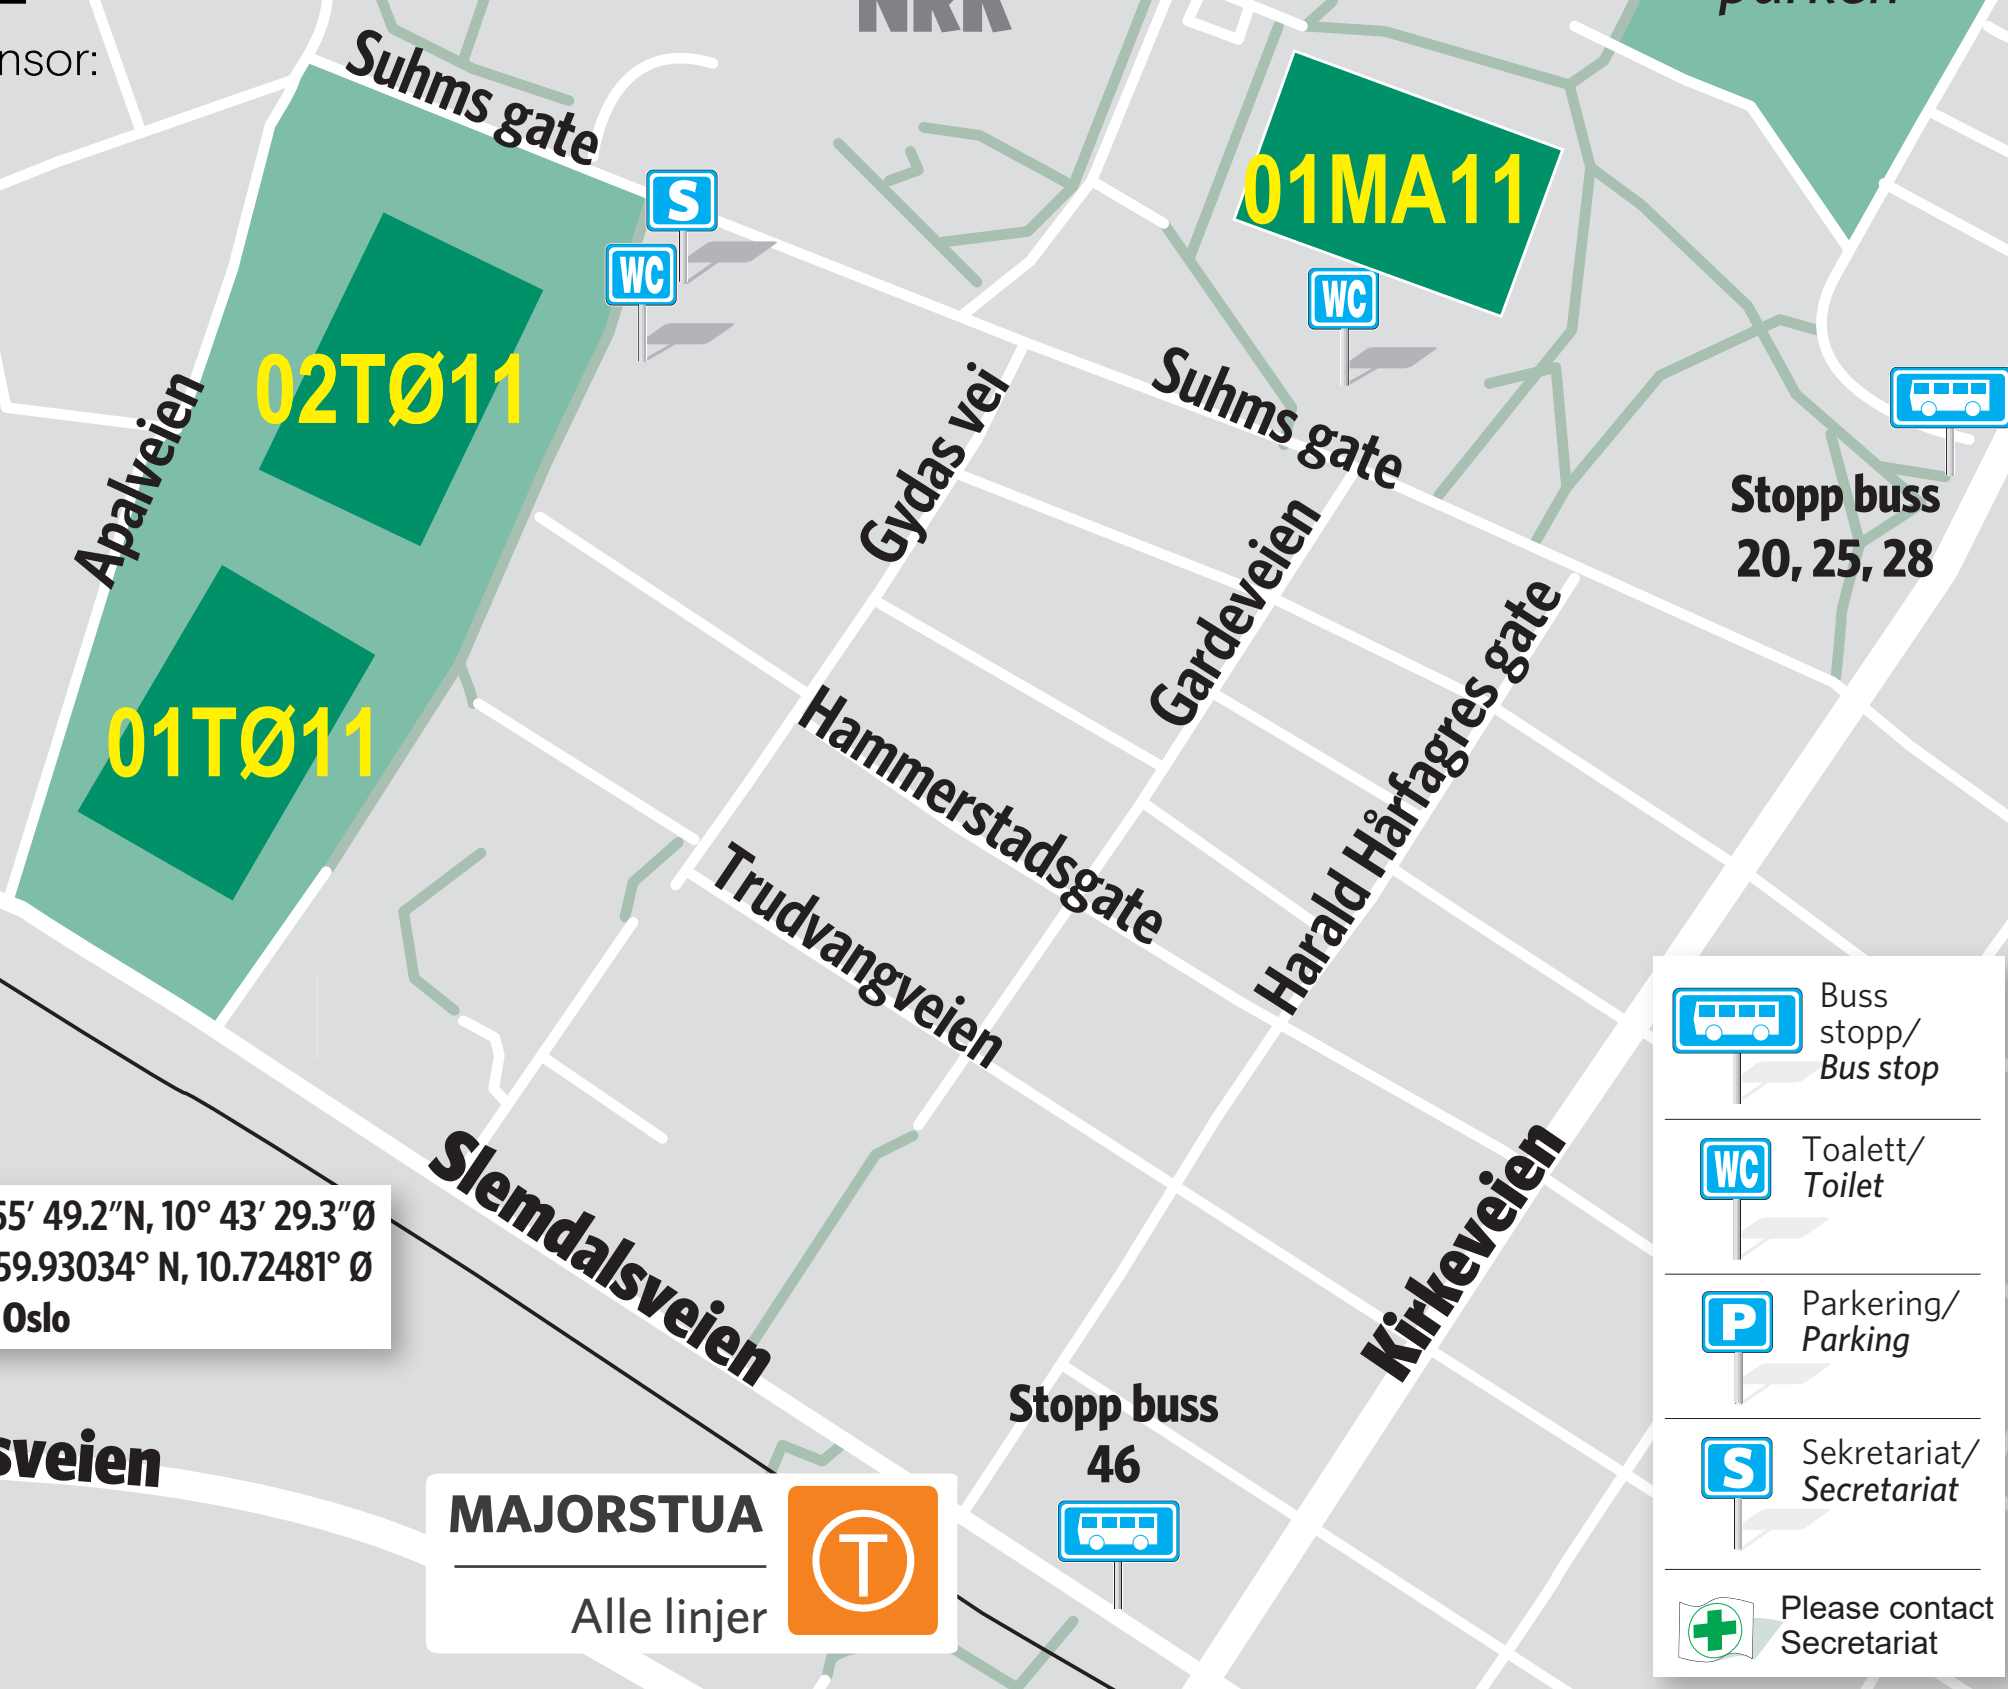 NRK
nsor:
Suhms gate
S
WC
01MA11
WC
02TØ11
Apalveien
Gydas vei
Suhms gate
Gardeveien
Stopp buss
20, 25, 28
01TØ11
Hammerstadsgate
Harald Hårfagres gate
Trudvangveien
Slemdalsveien
Kirkeveien
55′ 49.2″N, 10° 43′ 29.3″Ø
59.93034° N, 10.72481° Ø
Oslo
sveien
MAJORSTUA
Alle linjer
T
Stopp buss
46
Buss
stopp/
Bus stop
WC
Toalett/
Toilet
P
Parkering/
Parking
S
Sekretariat/
Secretariat
Please contact
Secretariat